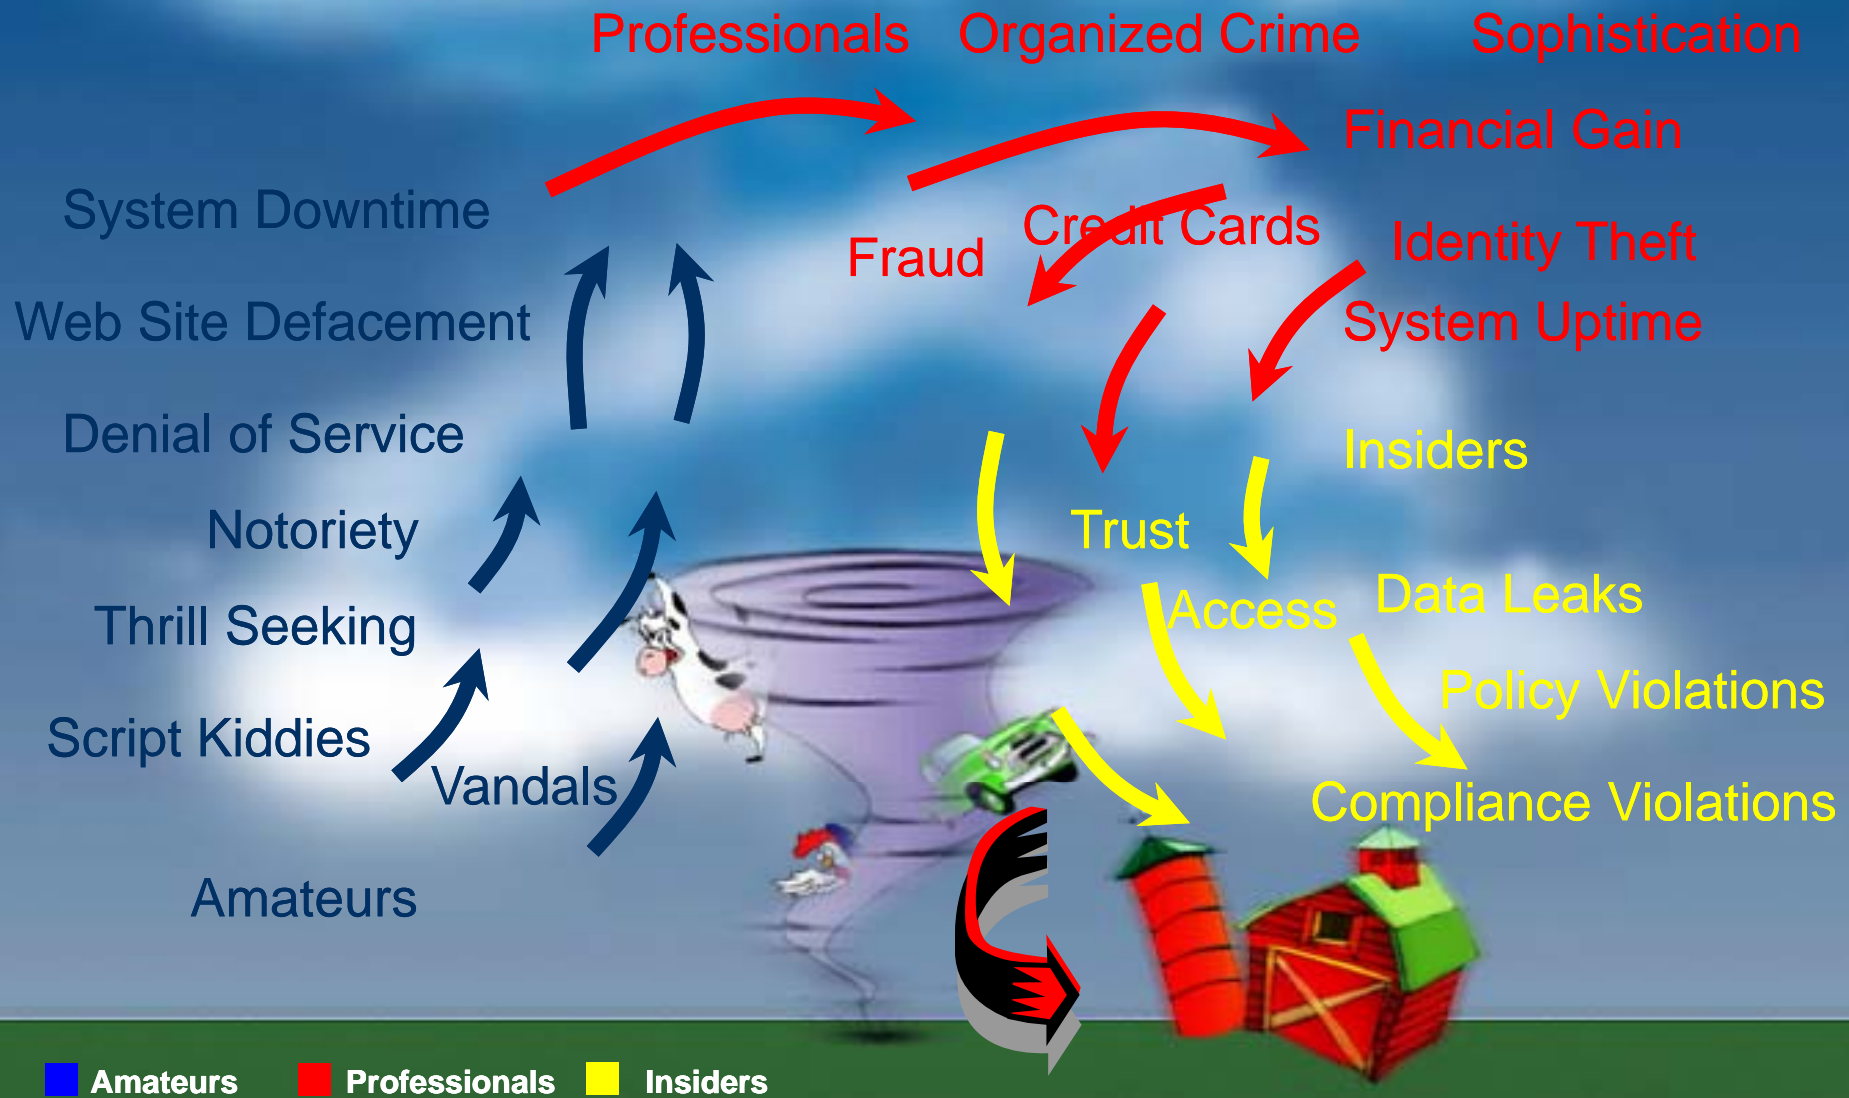 Professionals
Organized Crime
Sophistication
Financial Gain
System Downtime
Fraud
Credit Cards
Identity Theft
Web Site Defacement
System Uptime
Denial of Service
Insiders
Notoriety
Trust
Thrill Seeking
Access
Data Leaks
Script Kiddies
Policy Violations
Vandals
Compliance Violations
Amateurs
Amateurs
Professionals
Insiders